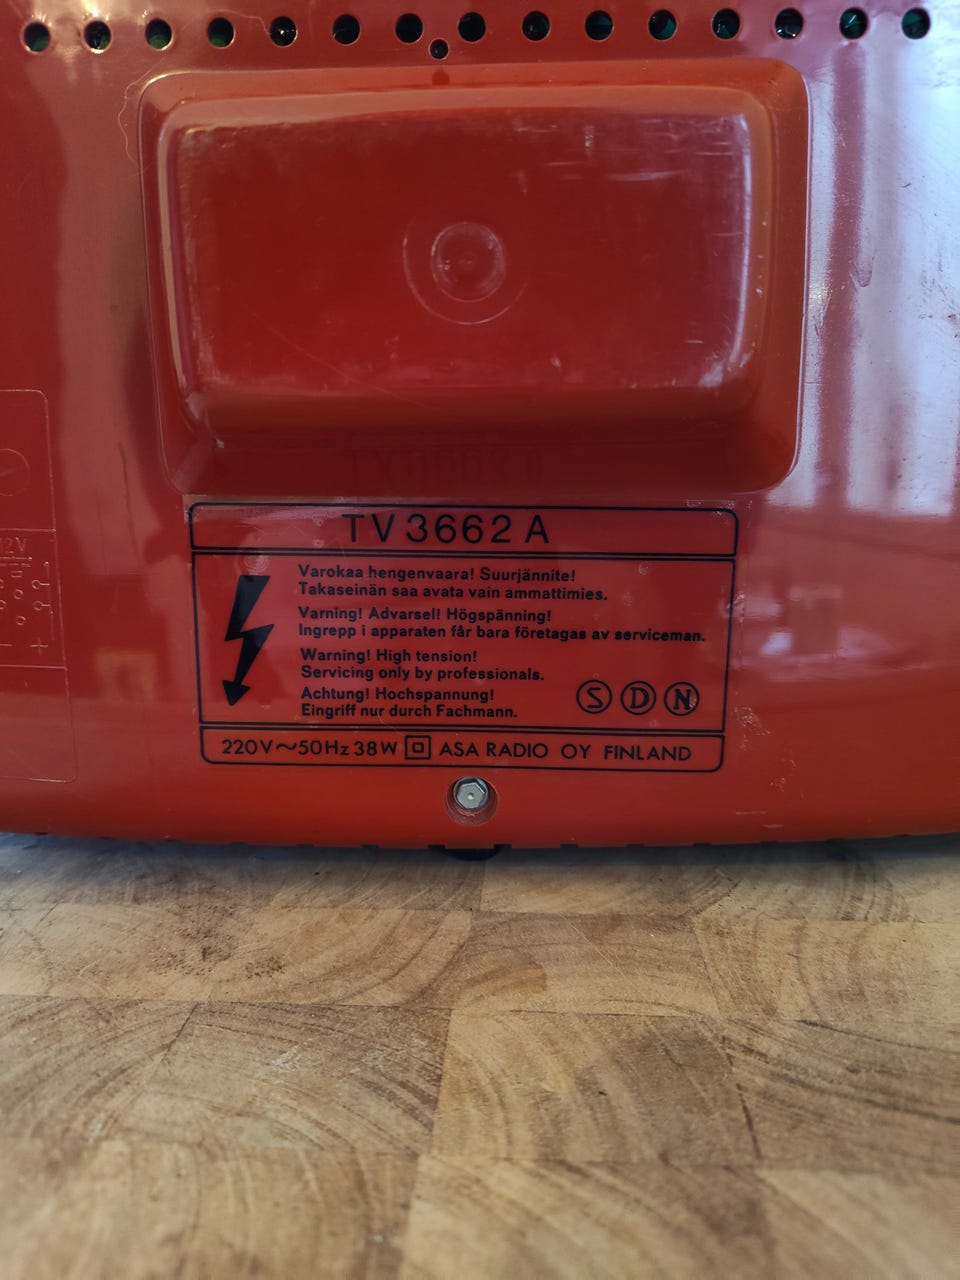 TV 3662 A
Varokaa hengenvaara! Suurjännite!
Takaseinän saa avata vain ammattimies.
Varning! Advarsel! Högspänning!
Ingrepp i apparaten får bara företagas av serviceman.
Warning! High tension!
Servicing only by professionals.
Achtung! Hochspannung!
Eingriff nur durch Fachmann.
S D N
220V~50Hz 38W ASA RADIO OY FINLAND
12V
- +